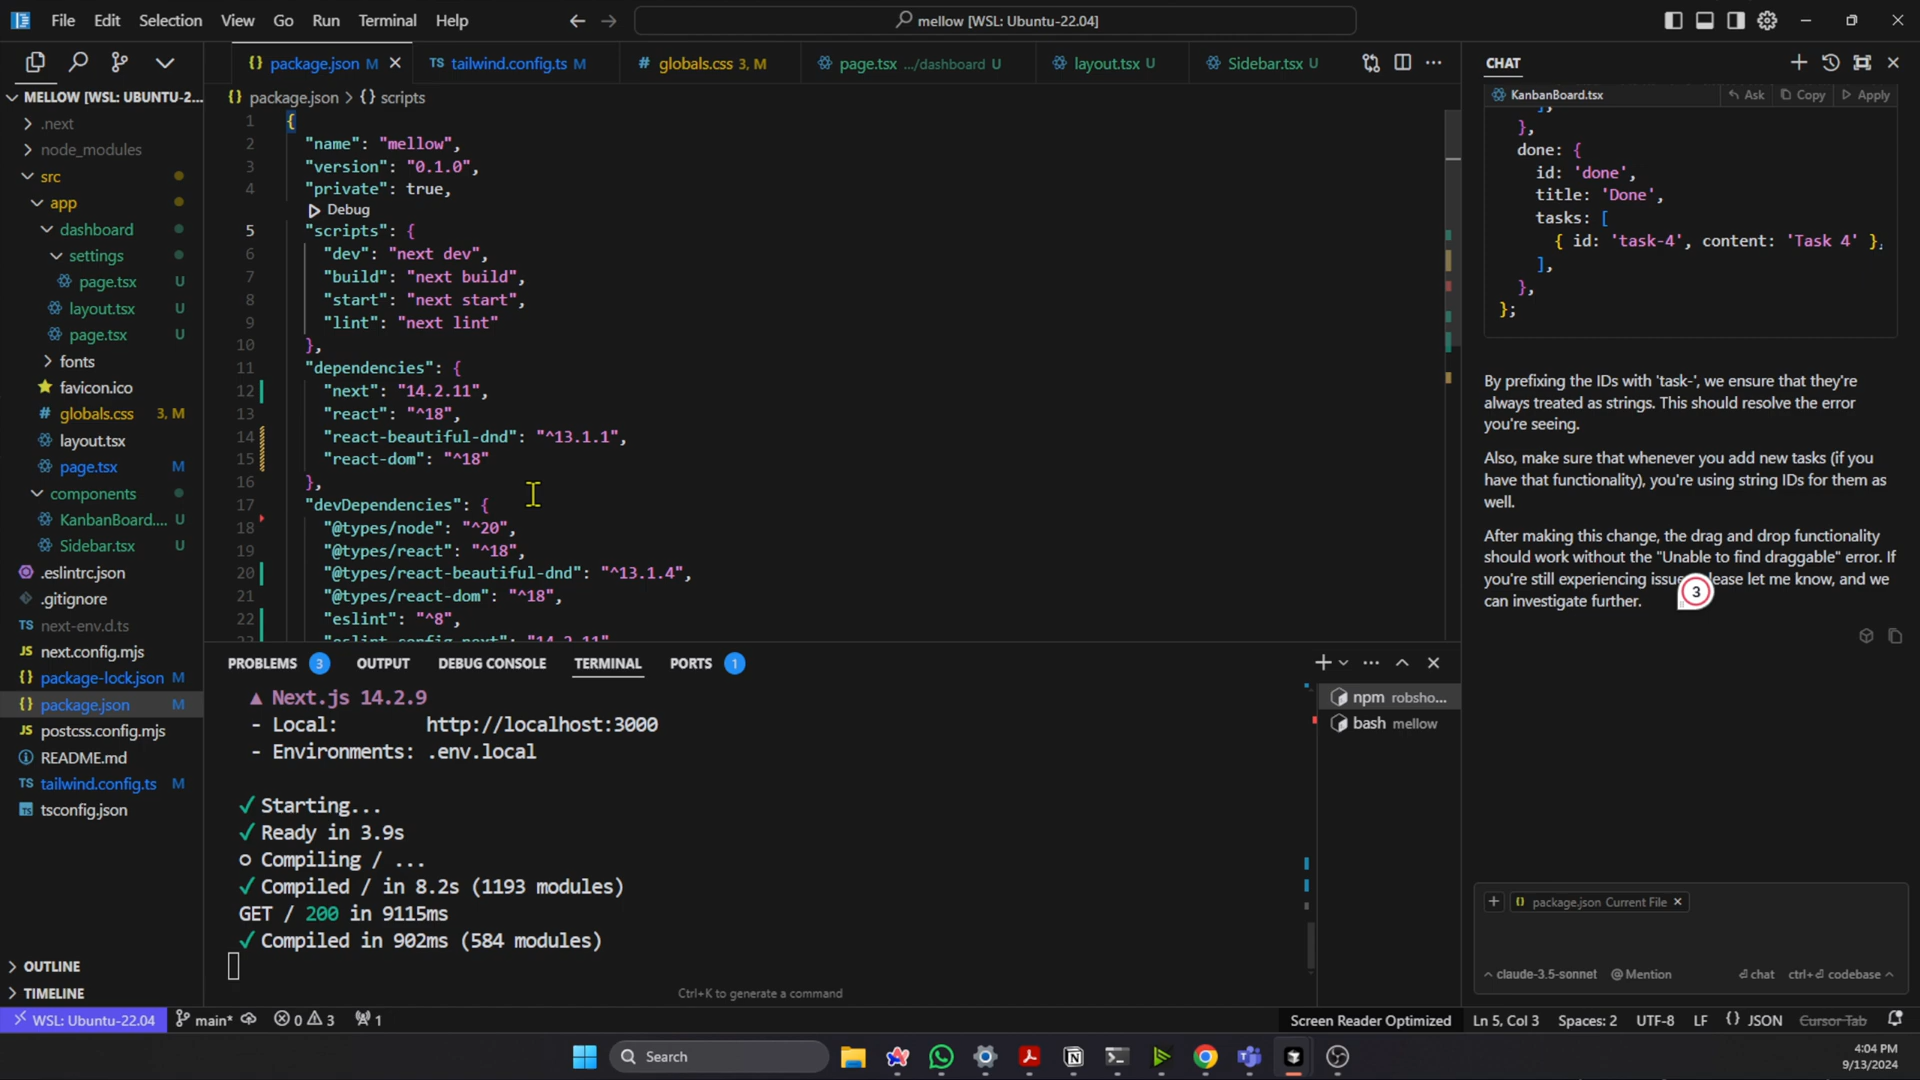 File Edit Selection View Go Run Terminal Help
mellow [WSL: Ubuntu-22.04]
package.json M
TS tailwind.config.ts M
# globals.css 3, M
page.tsx .../dashboard U
layout.tsx U
Sidebar.tsx U
MELLOW [WSL: UBUNTU-2...
.next
node_modules
src
app
dashboard
settings
page.tsx U
layout.tsx U
page.tsx U
fonts
favicon.ico
# globals.css 3, M
layout.tsx
page.tsx M
components
KanbanBoard.... U
Sidebar.tsx U
.eslintrc.json
.gitignore
TS next-env.d.ts
JS next.config.mjs
{} package-lock.json M
{} package.json M
JS postcss.config.mjs
README.md
TS tailwind.config.ts M
tsconfig.json
OUTLINE
TIMELINE
{} package.json > {} scripts
1 {
2 "name": "mellow",
3 "version": "0.1.0",
4 "private": true,
Debug
5 "scripts": {
6 "dev": "next dev",
7 "build": "next build",
8 "start": "next start",
9 "lint": "next lint"
10 },
11 "dependencies": {
12 "next": "14.2.11",
13 "react": "^18",
14 "react-beautiful-dnd": "^13.1.1",
15 "react-dom": "^18"
16 },
17 "devDependencies": {
18 "@types/node": "^20",
19 "@types/react": "^18",
20 "@types/react-beautiful-dnd": "^13.1.4",
21 "@types/react-dom": "^18",
22 "eslint": "^8",
23 "eslint-config-next": "14.2.11"
PROBLEMS 3 OUTPUT DEBUG CONSOLE TERMINAL PORTS 1
▲ Next.js 14.2.9
- Local: http://localhost:3000
- Environments: .env.local
✓ Starting...
✓ Ready in 3.9s
○ Compiling / ...
✓ Compiled / in 8.2s (1193 modules)
GET / 200 in 9115ms
✓ Compiled in 902ms (584 modules)
Ctrl+K to generate a command
npm robsho...
bash mellow
CHAT
KanbanBoard.tsx Ask Copy Apply
],
},
done: {
id: 'done',
title: 'Done',
tasks: [
{ id: 'task-4', content: 'Task 4' },
],
},
};
By prefixing the IDs with 'task-', we ensure that they're
always treated as strings. This should resolve the error
you're seeing.
Also, make sure that whenever you add new tasks (if you
have that functionality), you're using string IDs for them as
well.
After making this change, the drag and drop functionality
should work without the "Unable to find draggable" error. If
you're still experiencing issue lease let me know, and we
can investigate further.
3
+ {} package.json Current File ×
claude-3.5-sonnet @Mention chat ctrl+⏎ codebase
WSL: Ubuntu-22.04 main* 0 3 1
Screen Reader Optimized Ln 5, Col 3 Spaces: 2 UTF-8 LF {} JSON Cursor Tab
Search
4:04 PM
9/13/2024